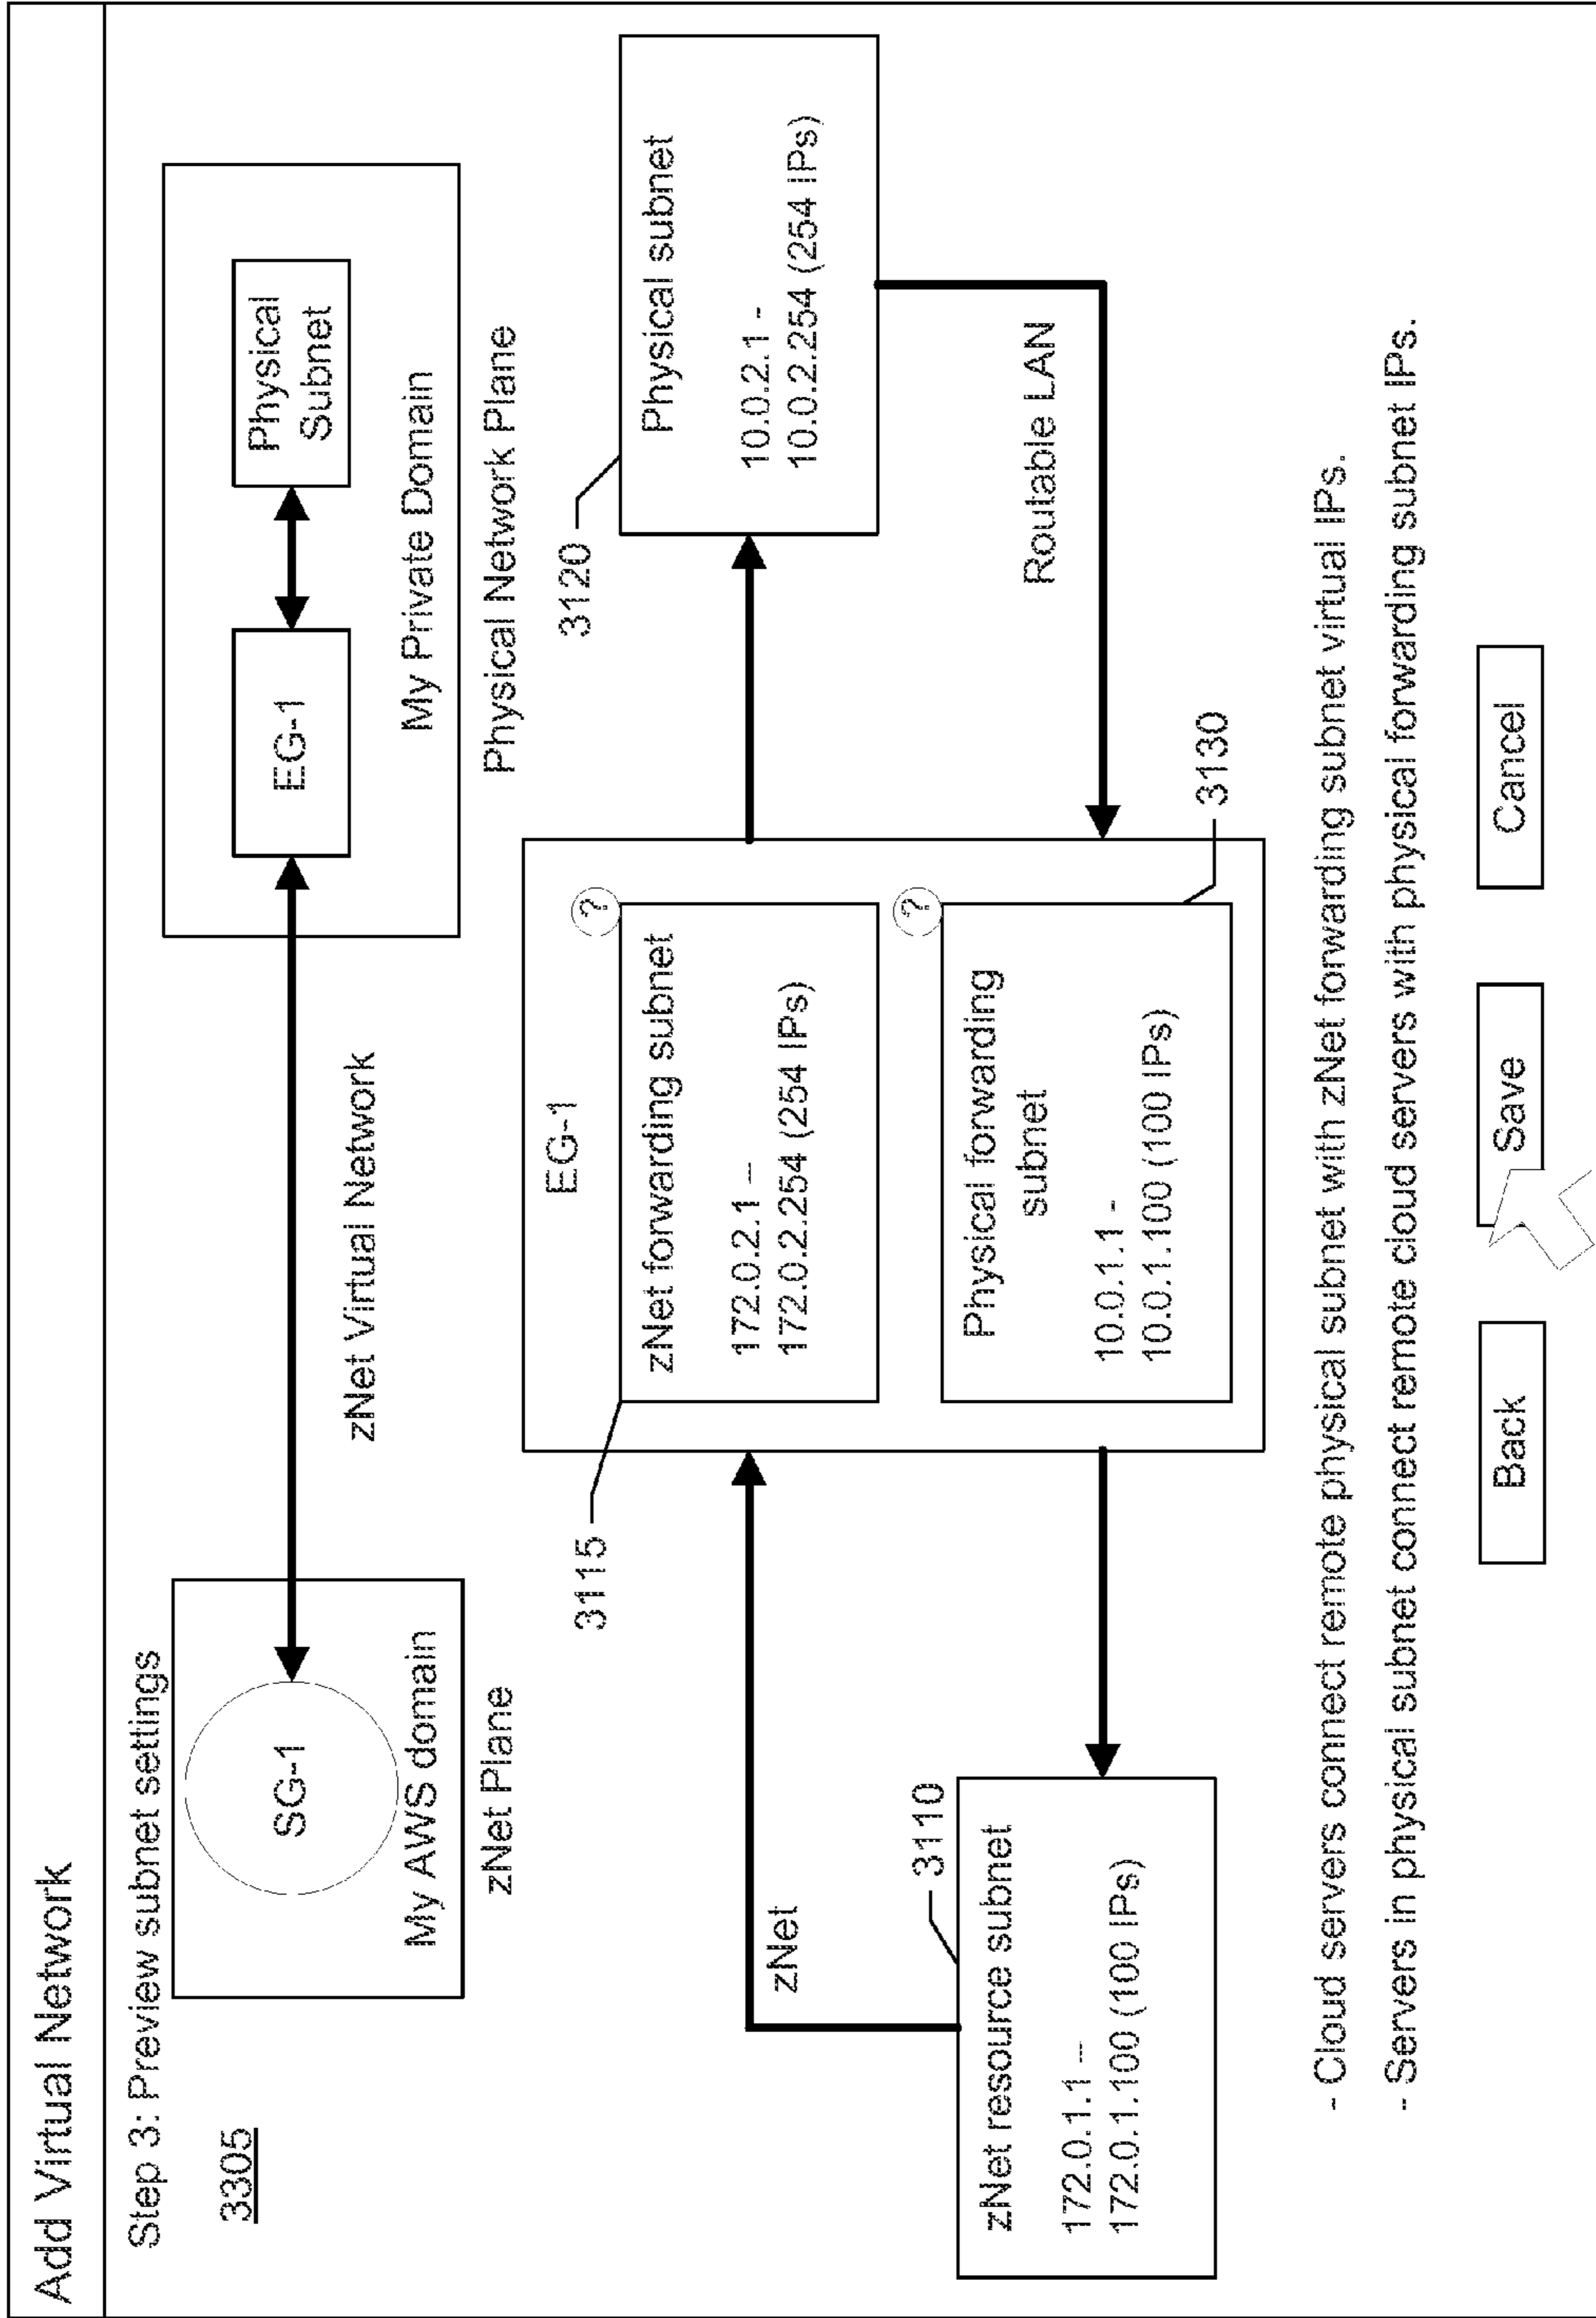 Add Virtual Network
Step 3: Preview subnet settings
3305
SG-1
My AWS domain
zNet Plane
zNet Virtual Network
EG-1
Physical
Subnet
My Private Domain
Physical Network Plane
3115
3120
EG-1
zNet forwarding subnet
172.0.2.1 –
172.0.2.254 (254 IPs)
?
Physical subnet
10.0.2.1 -
10.0.2.254 (254 IPs)
zNet
3110
zNet resource subnet
172.0.1.1 –
172.0.1.100 (100 IPs)
Physical forwarding
subnet
10.0.1.1 -
10.0.1.100 (100 IPs)
?
3130
Routable LAN
- Cloud servers connect remote physical subnet with zNet forwarding subnet virtual IPs.
- Servers in physical subnet connect remote cloud servers with physical forwarding subnet IPs.
Back
Save
Cancel